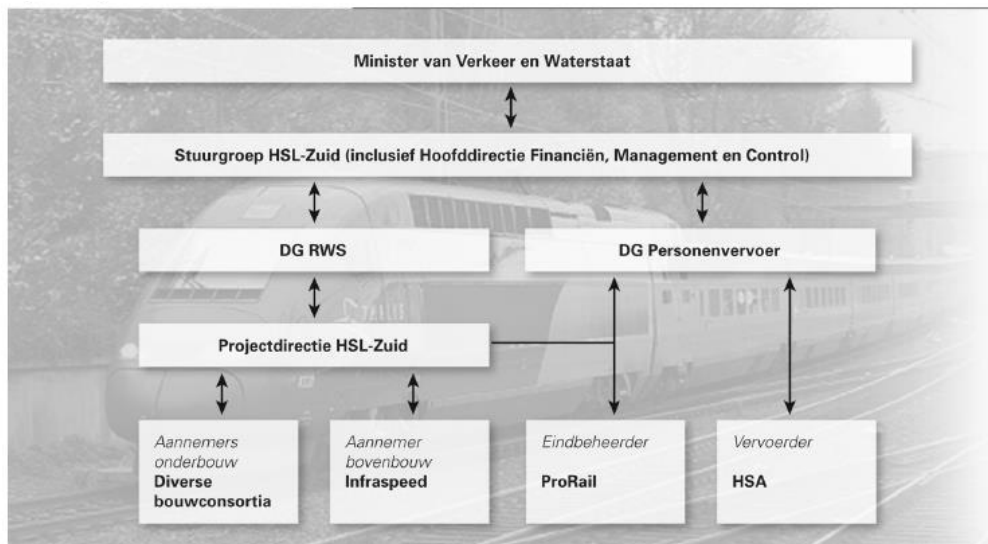 Minister van Verkeer en Waterstaat
Stuurgroep HSL-Zuid (inclusief Hoofddirectie Financiën, Management en Control)
DG RWS
DG Personenvervoer
Projectdirectie HSL-Zuid
Aannemers
onderbouw
Diverse
bouwconsortia
Aannemer
bovenbouw
Infraspeed
Eindbeheerder
ProRail
Vervoerder
HSA
THALYS